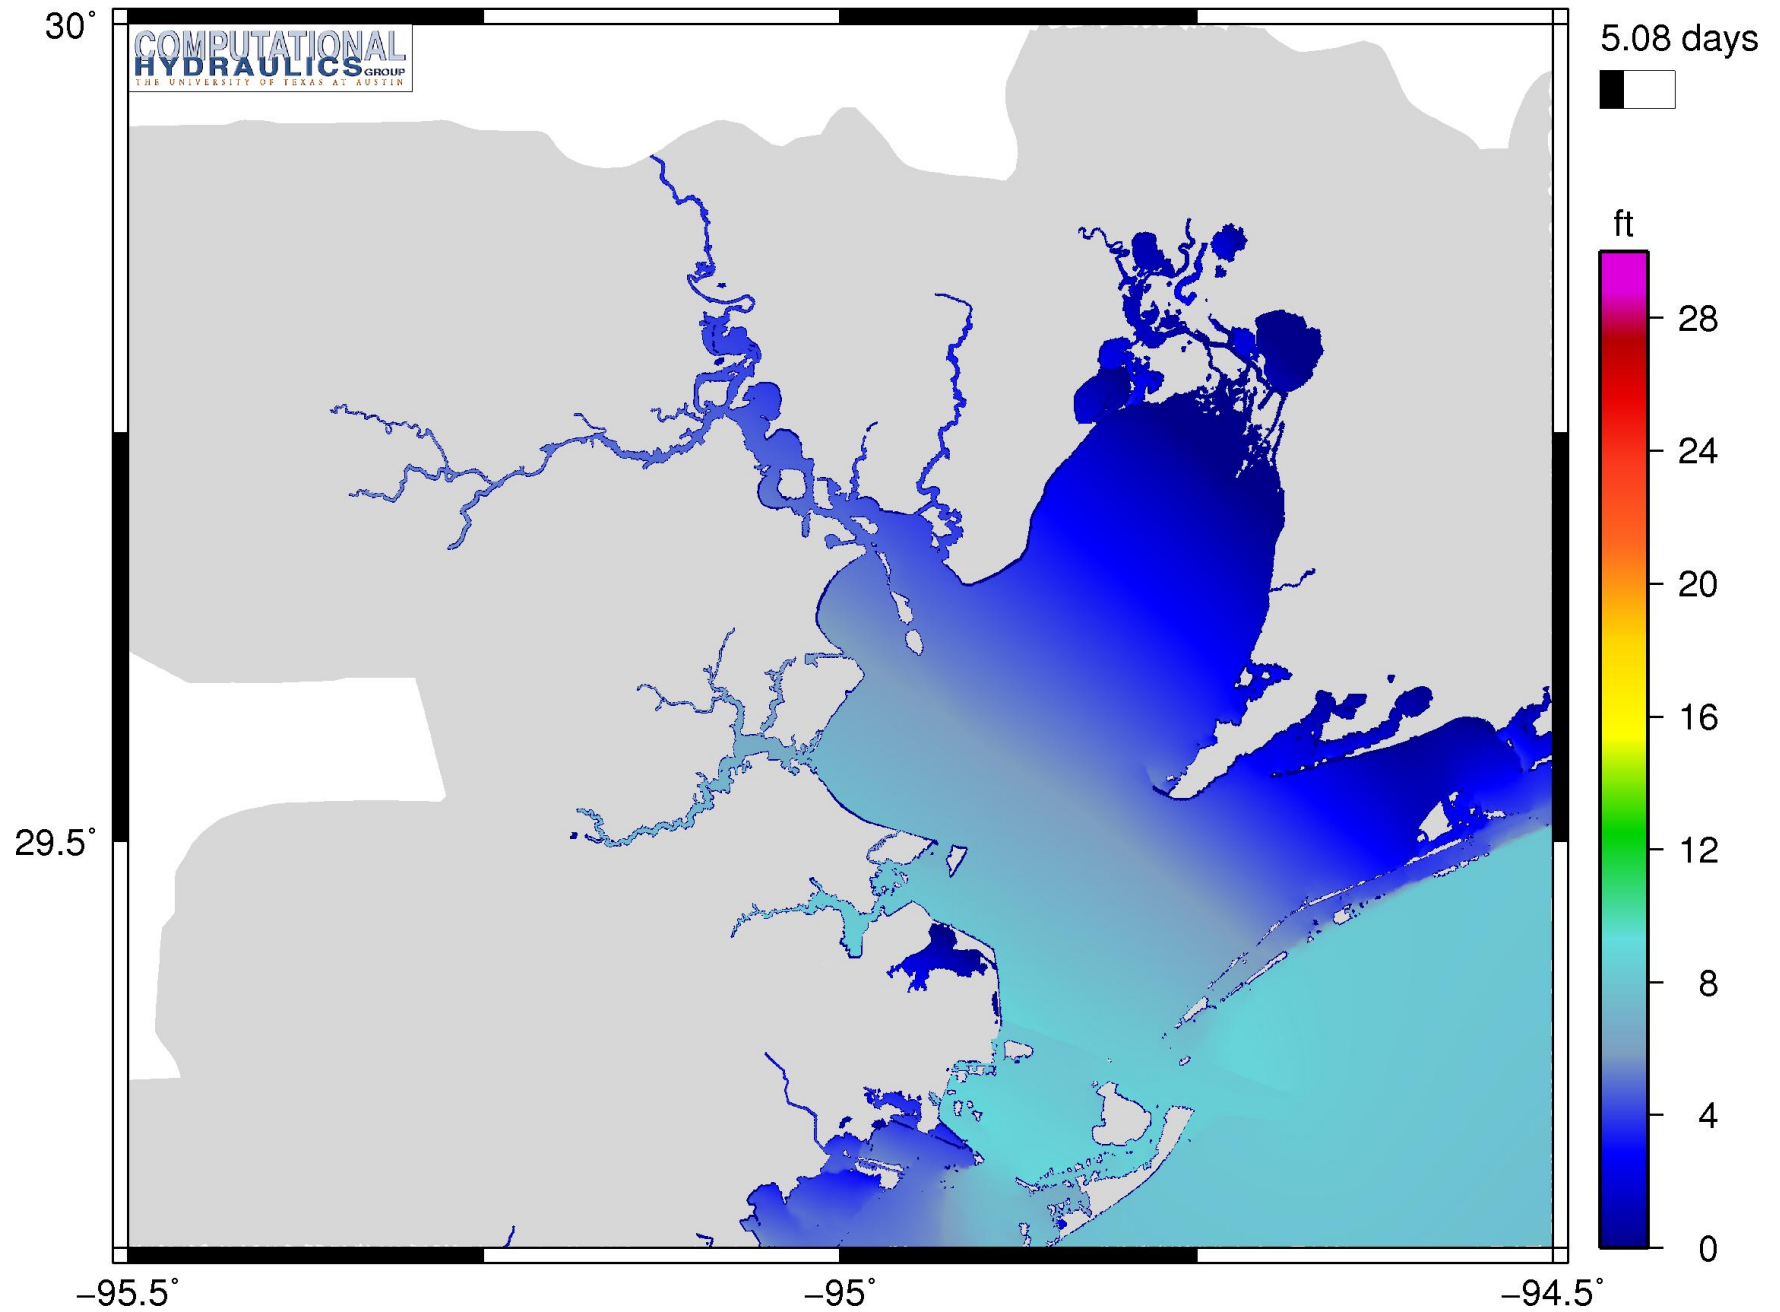 30°
COMPUTATIONAL
HYDRAULICS GROUP
THE UNIVERSITY OF TEXAS AT AUSTIN
5.08 days
ft
28
24
20
16
29.5°
12
8
4
0
−95.5°
−95°
−94.5°